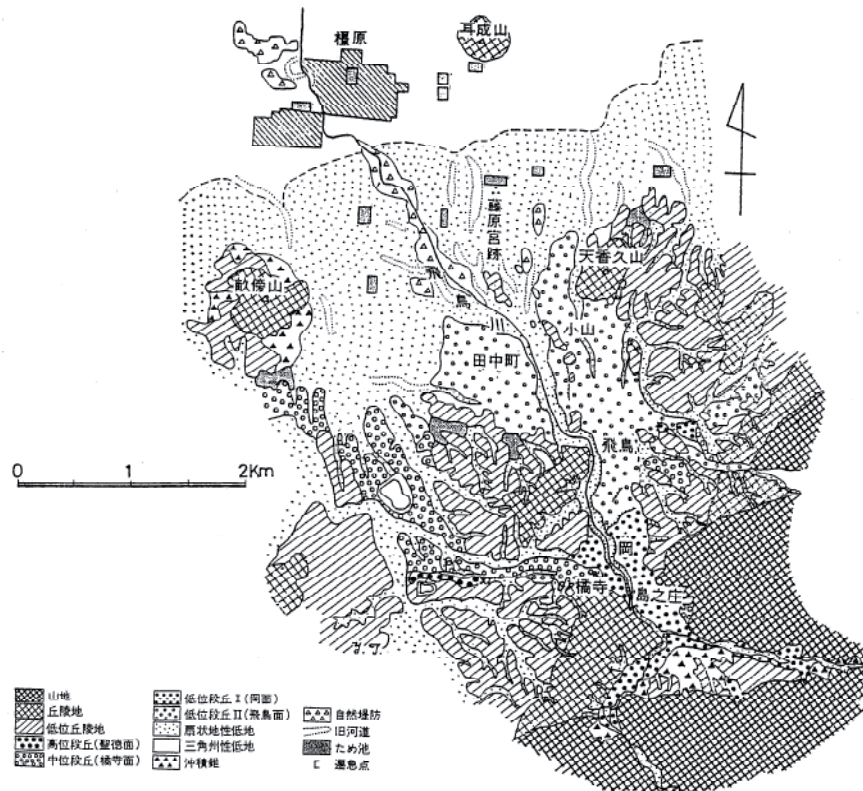 橿原
耳成山
藤原宮跡
天香久山
畝傍山
飛鳥川
小山
田中町
飛鳥
0 1 2Km
岡
橘寺
島之庄
山地
丘陵地
低位丘陵地
高位段丘(聖徳面)
中位段丘(橘寺面)
低位段丘I(岡面)
低位段丘II(飛鳥面)
扇状地性低地
三角州性低地
沖積錐
自然堤防
旧河道
ため池
遷急点